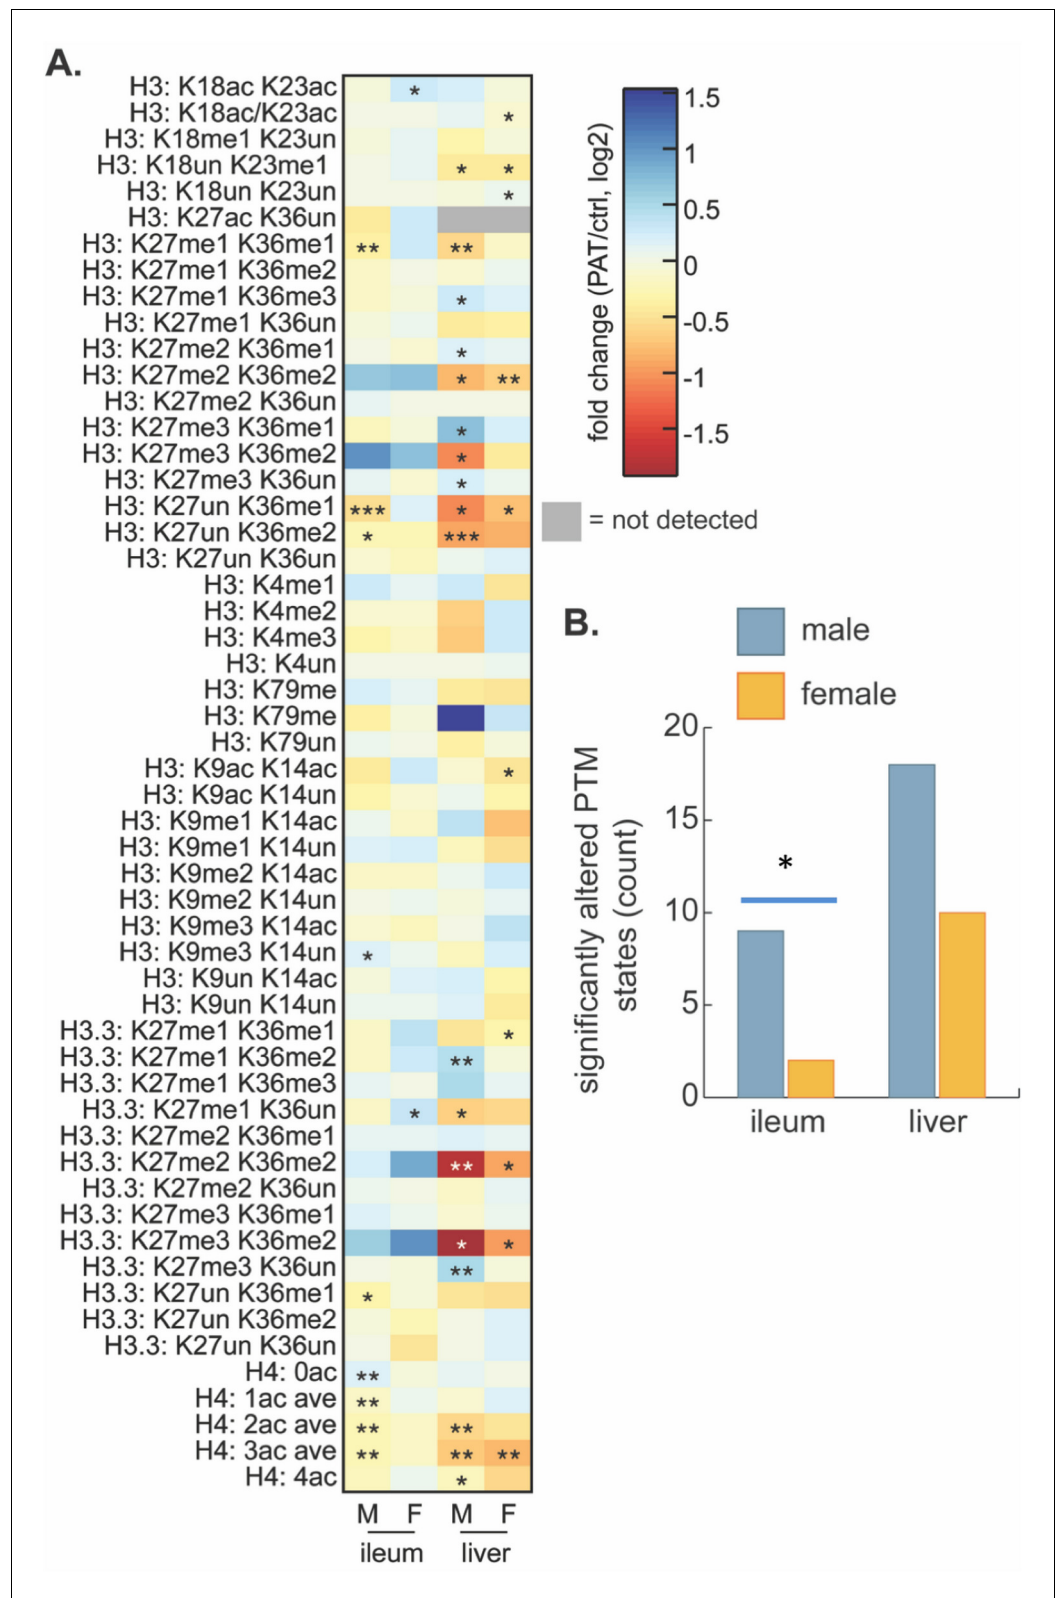 A.
H3: K18ac K23ac *
H3: K18ac/K23ac *
H3: K18me1 K23un
H3: K18un K23me1 * *
H3: K18un K23un *
H3: K27ac K36un
H3: K27me1 K36me1 ** **
H3: K27me1 K36me2
H3: K27me1 K36me3 *
H3: K27me1 K36un
H3: K27me2 K36me1 *
H3: K27me2 K36me2 * **
H3: K27me2 K36un
H3: K27me3 K36me1 *
H3: K27me3 K36me2 *
H3: K27me3 K36un *
H3: K27un K36me1 *** * *
H3: K27un K36me2 * ***
H3: K27un K36un
H3: K4me1
H3: K4me2
H3: K4me3
H3: K4un
H3: K79me
H3: K79me
H3: K79un
H3: K9ac K14ac *
H3: K9ac K14un
H3: K9me1 K14ac
H3: K9me1 K14un
H3: K9me2 K14ac
H3: K9me2 K14un
H3: K9me3 K14ac
H3: K9me3 K14un *
H3: K9un K14ac
H3: K9un K14un
H3.3: K27me1 K36me1 *
H3.3: K27me1 K36me2 **
H3.3: K27me1 K36me3
H3.3: K27me1 K36un * *
H3.3: K27me2 K36me1
H3.3: K27me2 K36me2 ** *
H3.3: K27me2 K36un
H3.3: K27me3 K36me1
H3.3: K27me3 K36me2 * *
H3.3: K27me3 K36un **
H3.3: K27un K36me1 *
H3.3: K27un K36me2
H3.3: K27un K36un
H4: 0ac **
H4: 1ac ave **
H4: 2ac ave ** **
H4: 3ac ave ** ** **
H4: 4ac *
M F M F
ileum liver
fold change (PAT/ctrl, log2)
1.5
1
0.5
0
-0.5
-1
-1.5
= not detected
B.
male
female
significantly altered PTM
states (count)
20
15
10
5
0
*
ileum liver